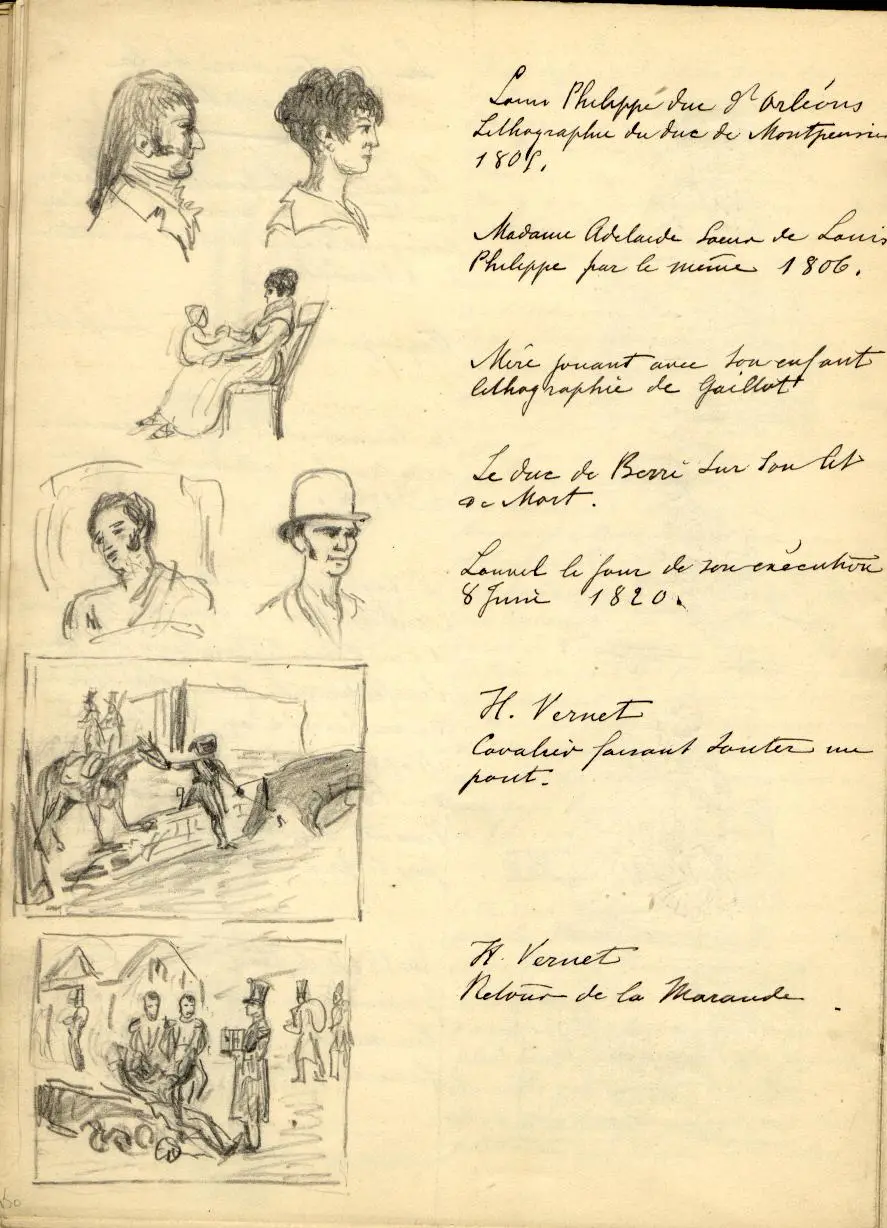 Louis Philippe duc d'Orléans
Lithographie du duc de Montpensier
1805.
Madame Adelaide soeur de Louis
Philippe par le même 1806.
Mère jouant avec son enfant
lithographie de Gaillot
Le duc de Berri sur son lit
de Mort.
Louvel le jour de son exécution
8 Juin 1820.
H. Vernet
Cavalier faisant sauter un
pont.
H. Vernet
Retour de la Maraude